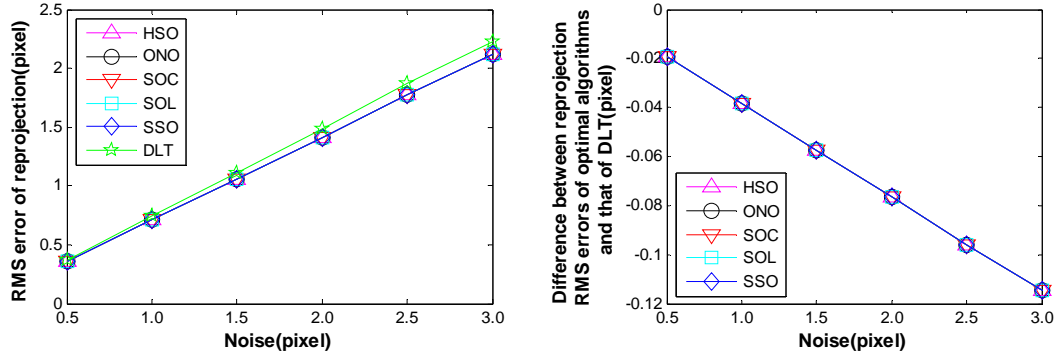 RMS error of reprojection(pixel)
2.5
2
1.5
1
0.5
0
HSO
ONO
SOC
SOL
SSO
DLT
0.5
1.0
1.5
2.0
2.5
3.0
Noise(pixel)
Difference between reprojection
RMS errors of optimal algorithms
and that of DLT(pixel)
0
-0.02
-0.04
-0.06
-0.08
-0.1
-0.12
HSO
ONO
SOC
SOL
SSO
0.5
1.0
1.5
2.0
2.5
3.0
Noise(pixel)